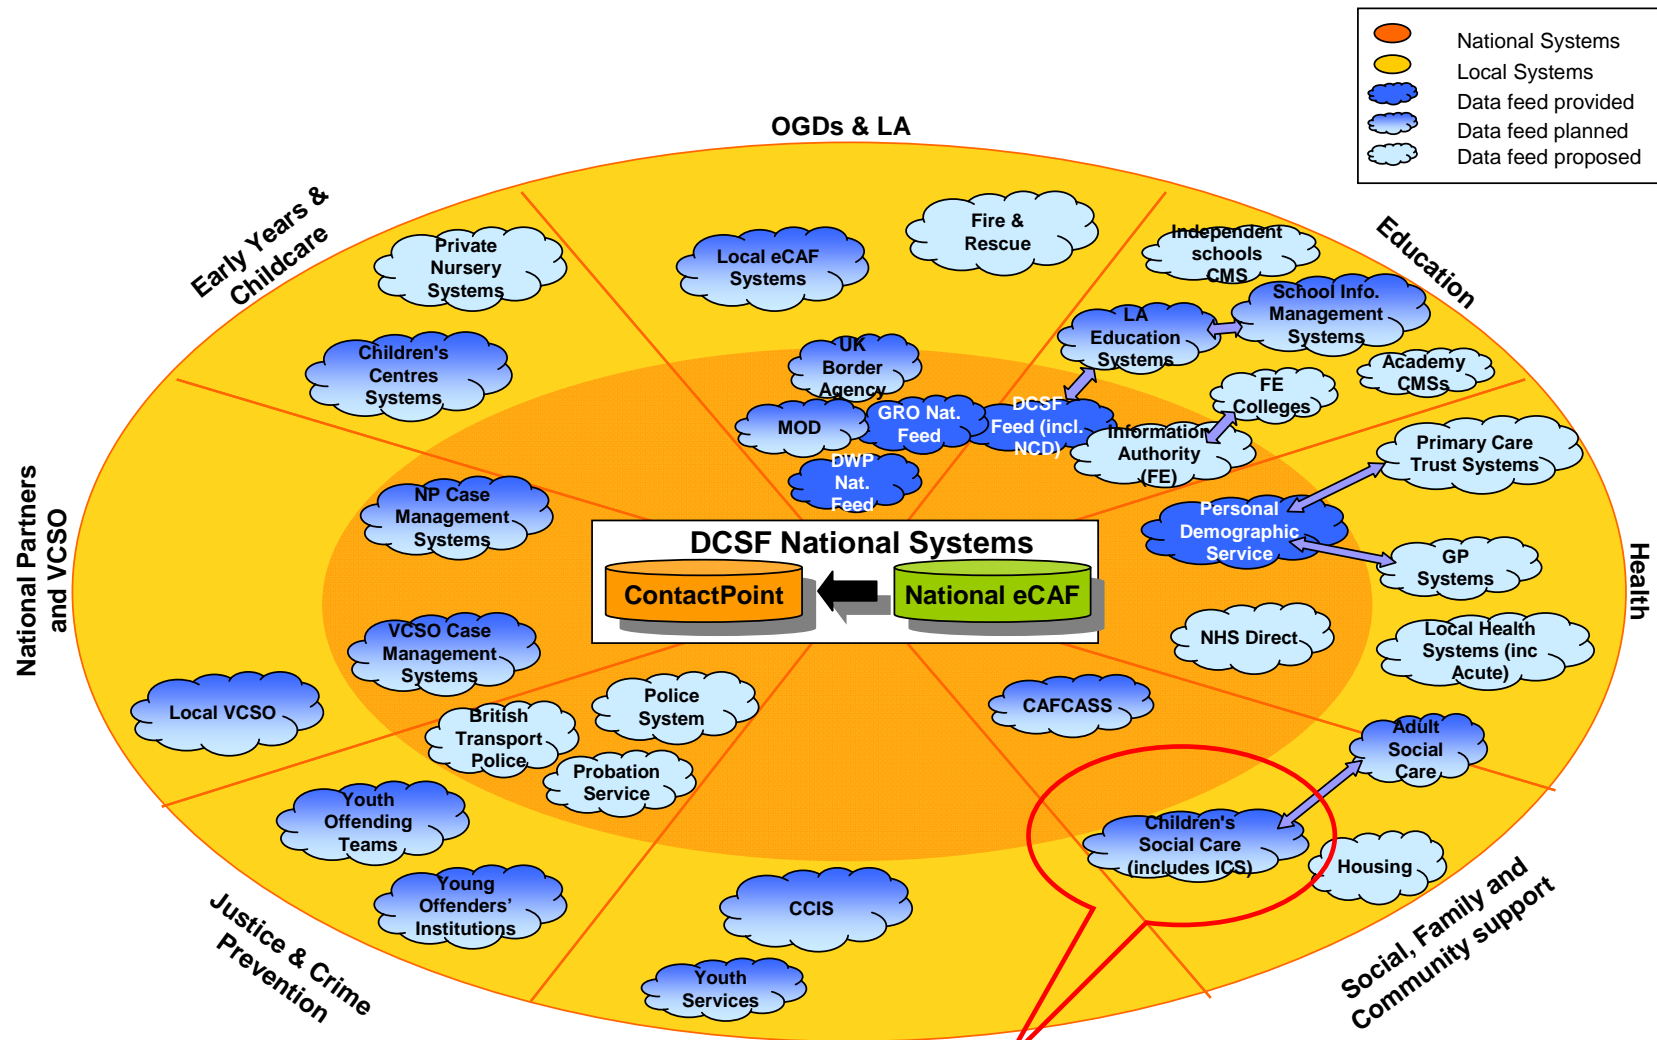 National Systems
Local Systems
Data feed provided
Data feed planned
Data feed proposed
OGDs & LA
Early Years &
Childcare
Education
National Partners
and VCSO
Health
Justice & Crime
Prevention
Social, Family and
Community support
Private
Nursery
Systems
Children's
Centres
Systems
Local eCAF
Systems
Fire &
Rescue
Independent
schools
CMS
School Info.
Management
Systems
LA
Education
Systems
Academy
CMSs
FE
Colleges
UK
Border
Agency
MOD
GRO Nat.
Feed
DCSF
Feed (incl.
NCD)
Information
Authority
(FE)
DWP
Nat.
Feed
Primary Care
Trust Systems
Personal
Demographic
Service
GP
Systems
NP Case
Management
Systems
DCSF National Systems
ContactPoint
National eCAF
NHS Direct
Local Health
Systems (inc
Acute)
VCSO Case
Management
Systems
Local VCSO
British
Transport
Police
Police
System
Probation
Service
CAFCASS
Adult
Social
Care
Youth
Offending
Teams
Young
Offenders'
Institutions
CCIS
Youth
Services
Children's
Social Care
(includes ICS)
Housing